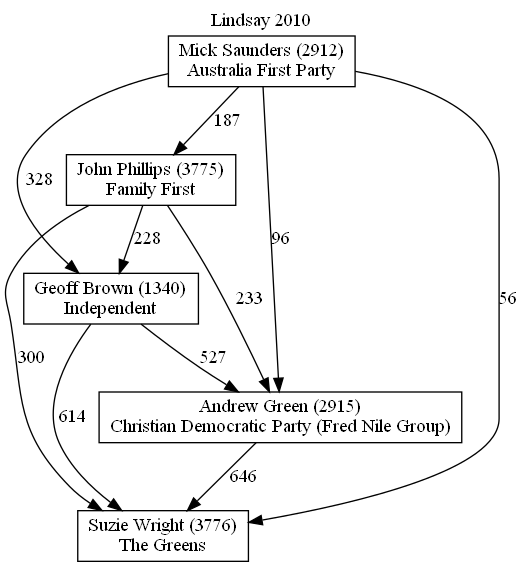 Lindsay 2010
Mick Saunders (2912)
Australia First Party
187
John Phillips (3775)
Family First
328
228
96
56
Geoff Brown (1340)
Independent
233
300
527
614
Andrew Green (2915)
Christian Democratic Party (Fred Nile Group)
646
Suzie Wright (3776)
The Greens